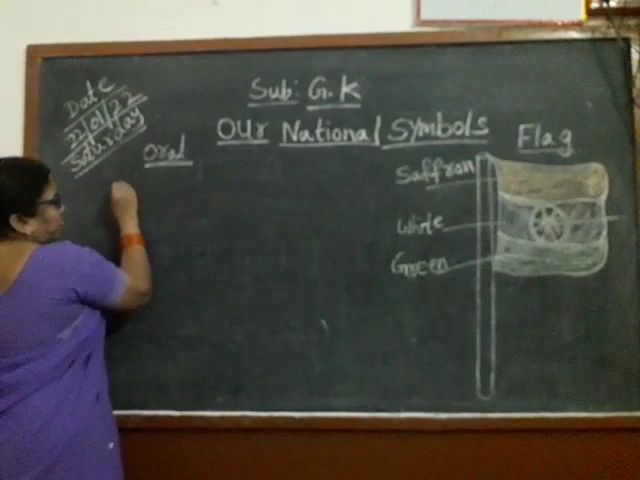 Date
22/01/22
Saturday
Sub: G.K
Our National Symbols
Oral
Flag
Saffron
White
Green